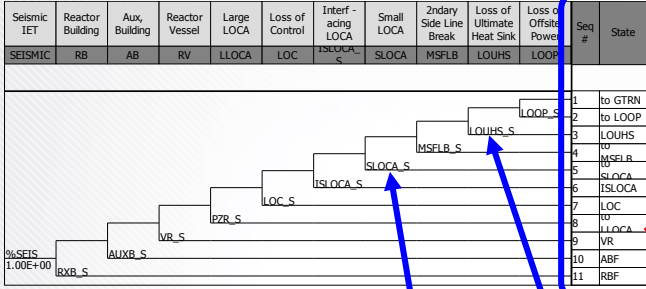 Seismic IET
Reactor Building
Aux, Building
Reactor Vessel
Large LOCA
Loss of Control
Interf - acing LOCA
Small LOCA
2ndary Side Line Break
Loss of Ultimate Heat Sink
Loss of Offsite Power
Seq #
State
SEISMIC RB AB RV LLOCA LOC ISLOCA_S SLOCA MSFLB LOUHS LOOP
1 to GTRN
LOOP_S
2 to LOOP
LOUHS_S
3 LOUHS
MSFLB_S
4 to MSFLB
SLOCA_S
5 to SLOCA
ISLOCA_S
6 ISLOCA
LOC_S
7 LOC
PZR_S
8 to LLOCA
VR_S
9 VR
%SEIS
1.00E+00
AUXB_S
10 ABF
RXB_S
11 RBF